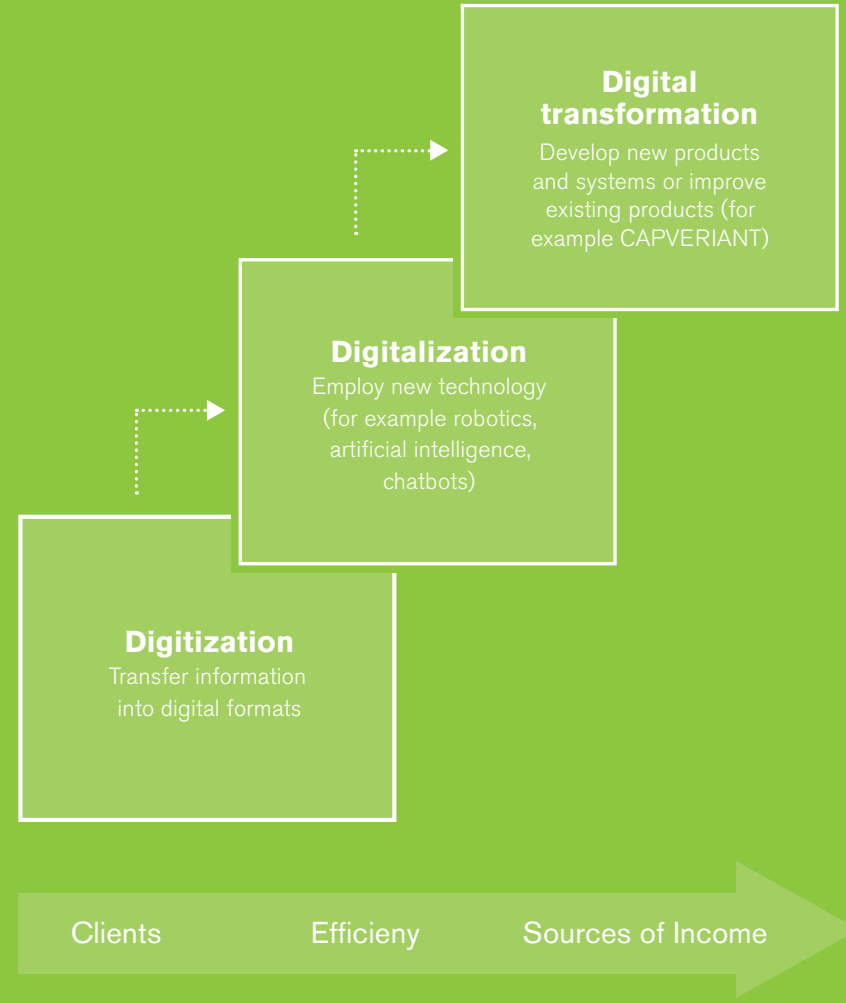 Digital
transformation
Develop new products
and systems or improve
existing products (for
example CAPVERIANT)
Digitalization
Employ new technology
(for example robotics,
artificial intelligence,
chatbots)
Digitization
Transfer information
into digital formats
Clients
Efficieny
Sources of Income